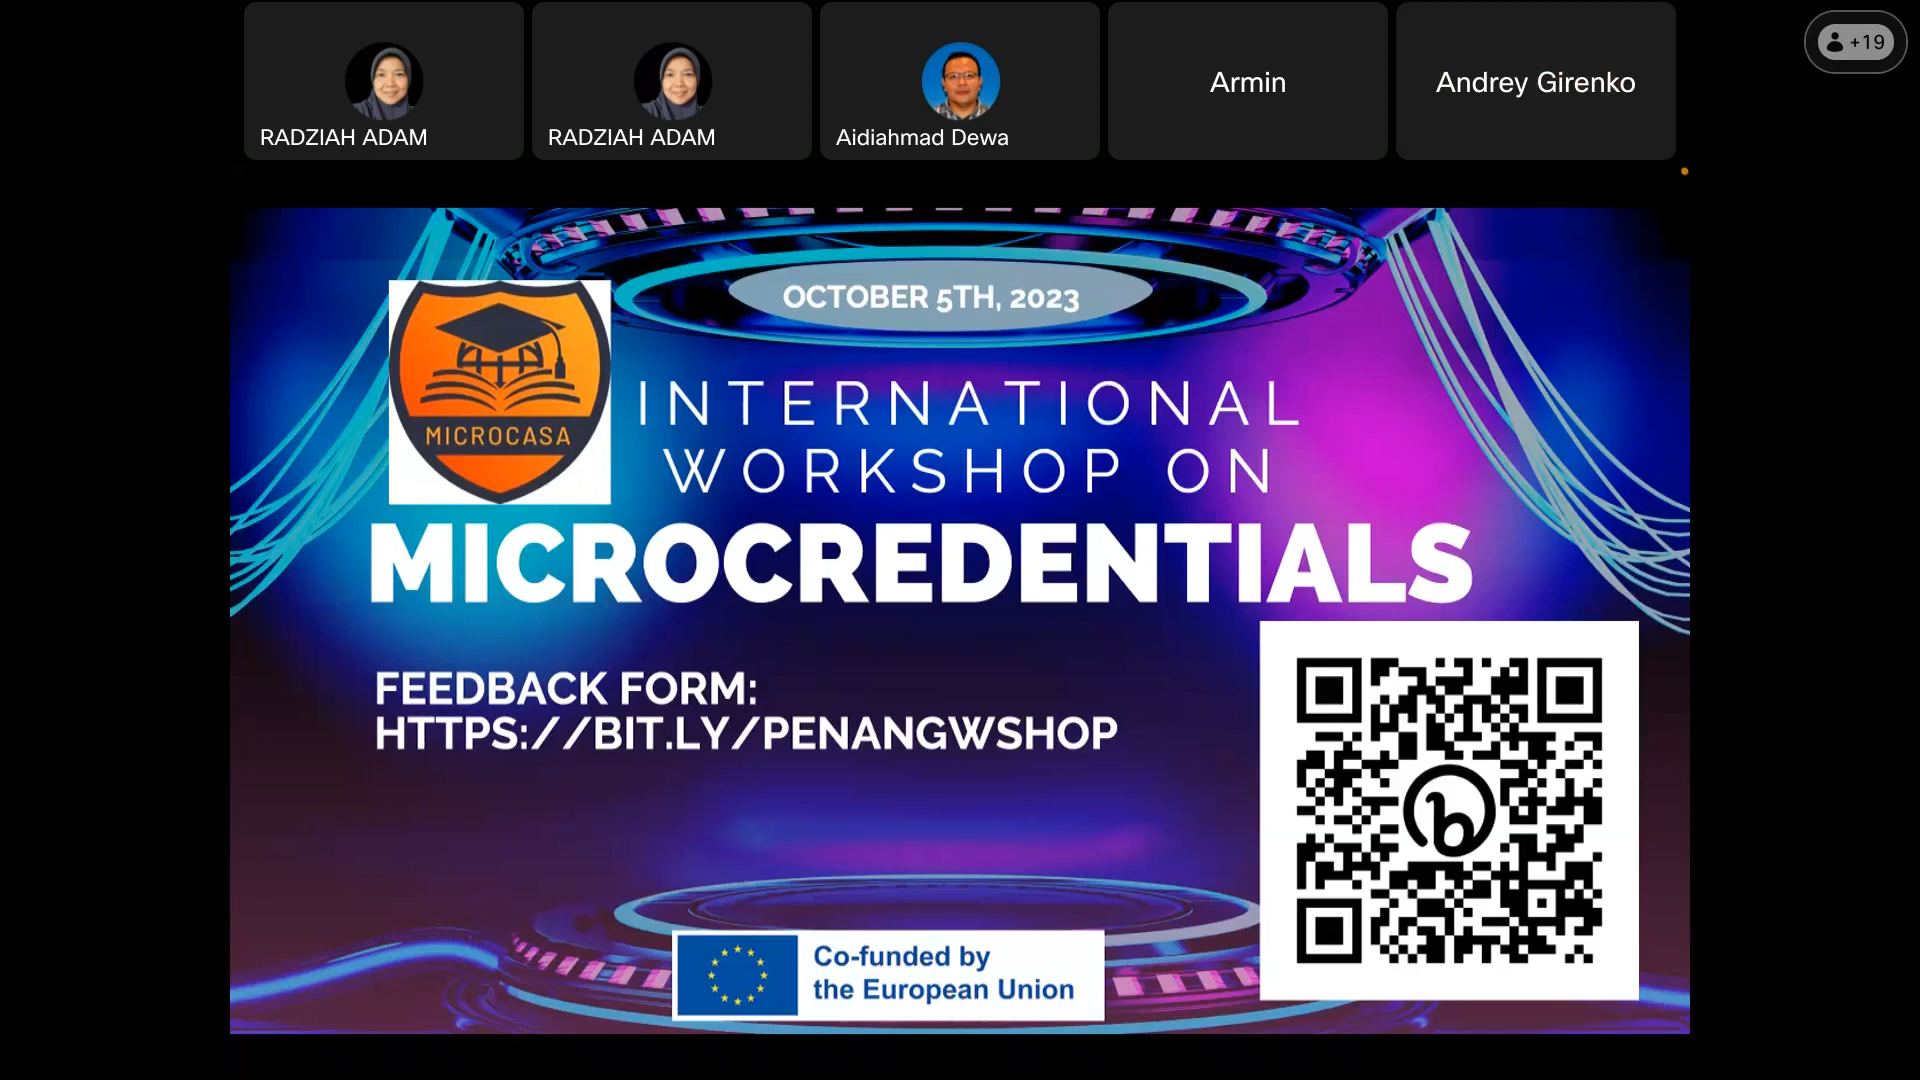 RADZIAH ADAM
RADZIAH ADAM
Aidiahmad Dewa
Armin
Andrey Girenko
+19
OCTOBER 5TH, 2023
MICROCASA
INTERNATIONAL
WORKSHOP ON
MICROCREDENTIALS
FEEDBACK FORM:
HTTPS://BIT.LY/PENANGWSHOP
b
Co-funded by
the European Union